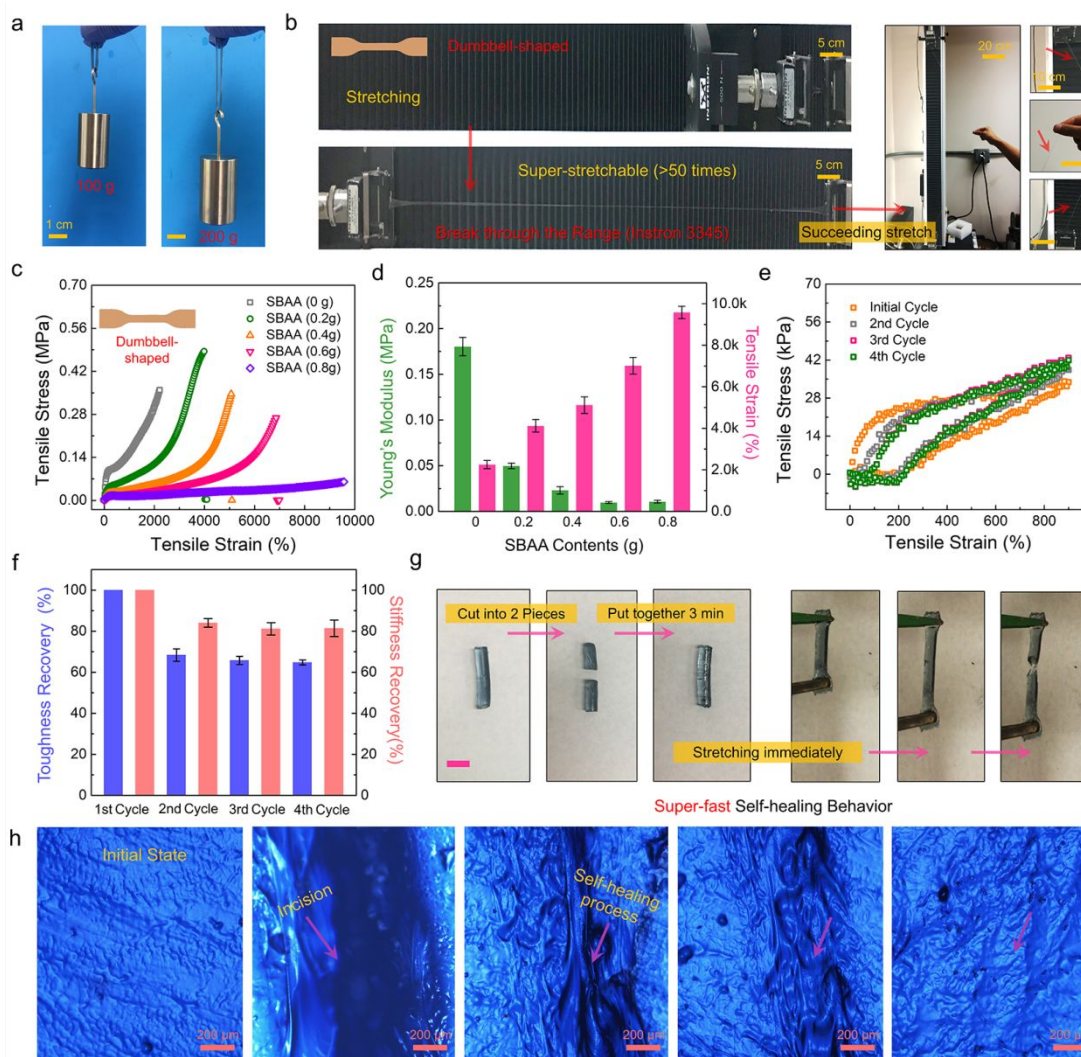 a
100 g
1 cm
200 g
b
Dumbbell-shaped
5 cm
Stretching
INSTRON
500 N
Super-stretchable (>50 times)
5 cm
Break through the Range (Instron 3345)
Succeeding stretch
20 cm
10 cm
c
Tensile Stress (MPa)
0.70
0.56
0.42
0.28
0.14
0.00
SBAA (0 g)
SBAA (0.2g)
SBAA (0.4g)
SBAA (0.6g)
SBAA (0.8g)
Dumbbell-
shaped
0 2000 4000 6000 8000 10000
Tensile Strain (%)
d
Young's Modulus (MPa)
0.25
0.20
0.15
0.10
0.05
0.00
10.0k
8.0k
6.0k
4.0k
2.0k
0.0
Tensile Strain (%)
0 0.2 0.4 0.6 0.8
SBAA Contents (g)
e
Tensile Stress (kPa)
70
56
42
28
14
0
Initial Cycle
2nd Cycle
3rd Cycle
4th Cycle
0 200 400 600 800
Tensile Strain (%)
f
Toughness Recovery (%)
100
80
60
40
20
0
100
80
60
40
20
0
Stiffness Recovery(%)
1st Cycle 2nd Cycle 3rd Cycle 4th Cycle
g
Cut into 2 Pieces
Put together 3 min
Stretching immediately
Super-fast Self-healing Behavior
h
Initial State
200 μm
Incision
200 μm
Self-healing
process
200 μm
200 μm
200 μm